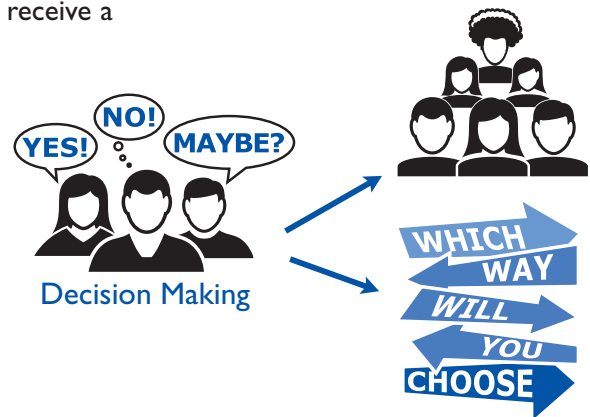 receive a
NO!
YES!
MAYBE?
Decision Making
WHICH
WAY
WILL
YOU
CHOOSE